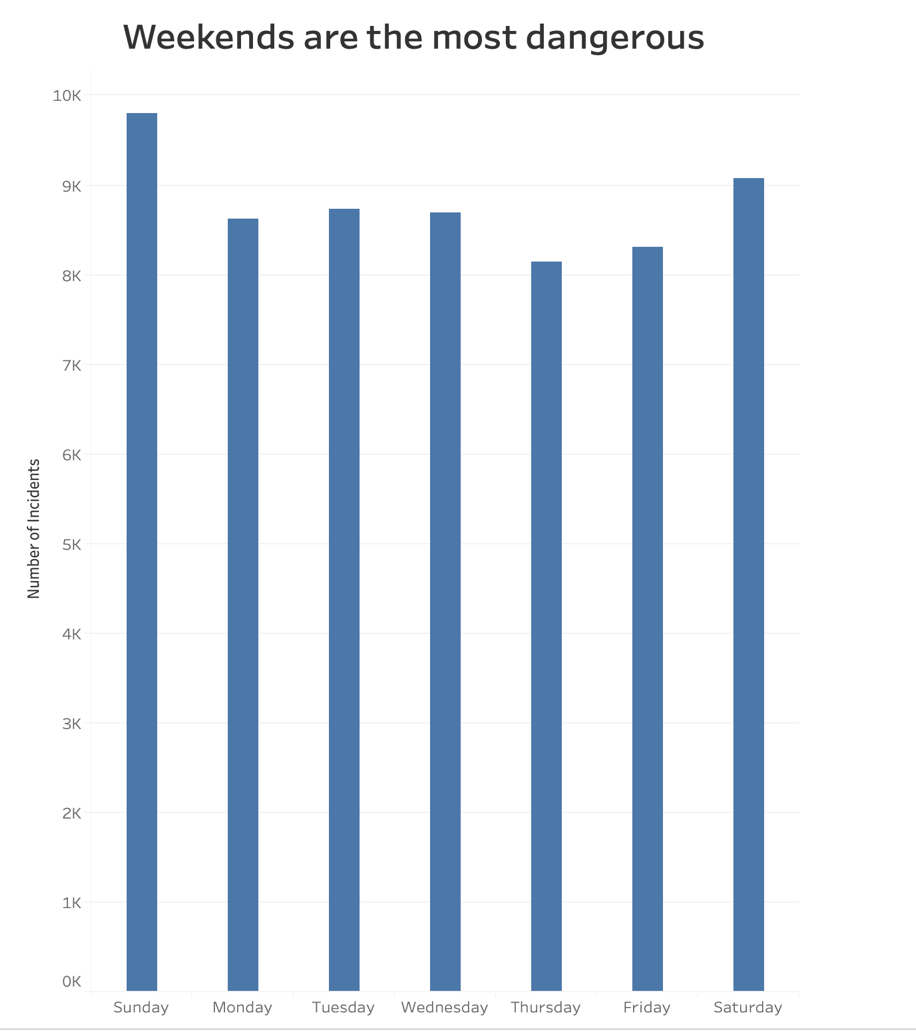 Weekends are the most dangerous
10K
9K
8K
7K
6K
5K
4K
3K
2K
1K
0K
Number of Incidents
Sunday Monday Tuesday Wednesday Thursday Friday Saturday